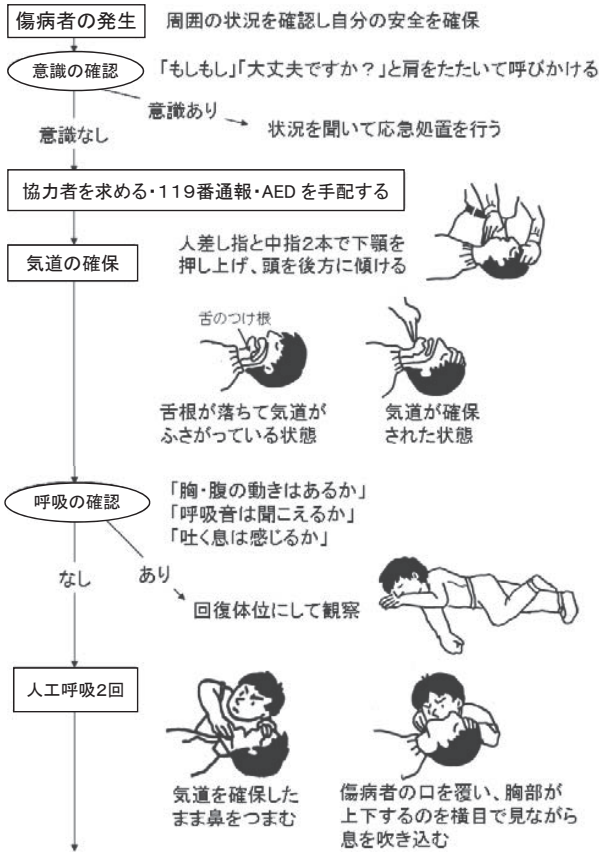 傷病者の発生
周囲の状況を確認し自分の安全を確保
意識の確認
「もしもし」「大丈夫ですか？」と肩をたたいて呼びかける
意識あり
意識なし
状況を聞いて応急処置を行う
協力者を求める・119番通報・AEDを手配する
気道の確保
人差し指と中指2本で下顎を
押し上げ、頭を後方に傾ける
舌のつけ根
舌根が落ちて気道が
ふさがっている状態
気道が確保
された状態
呼吸の確認
「胸・腹の動きはあるか」
「呼吸音は聞こえるか」
「吐く息は感じるか」
なし
あり
回復体位にして観察
人工呼吸2回
気道を確保した
まま鼻をつまむ
傷病者の口を覆い、胸部が
上下するのを横目で見ながら
息を吹き込む